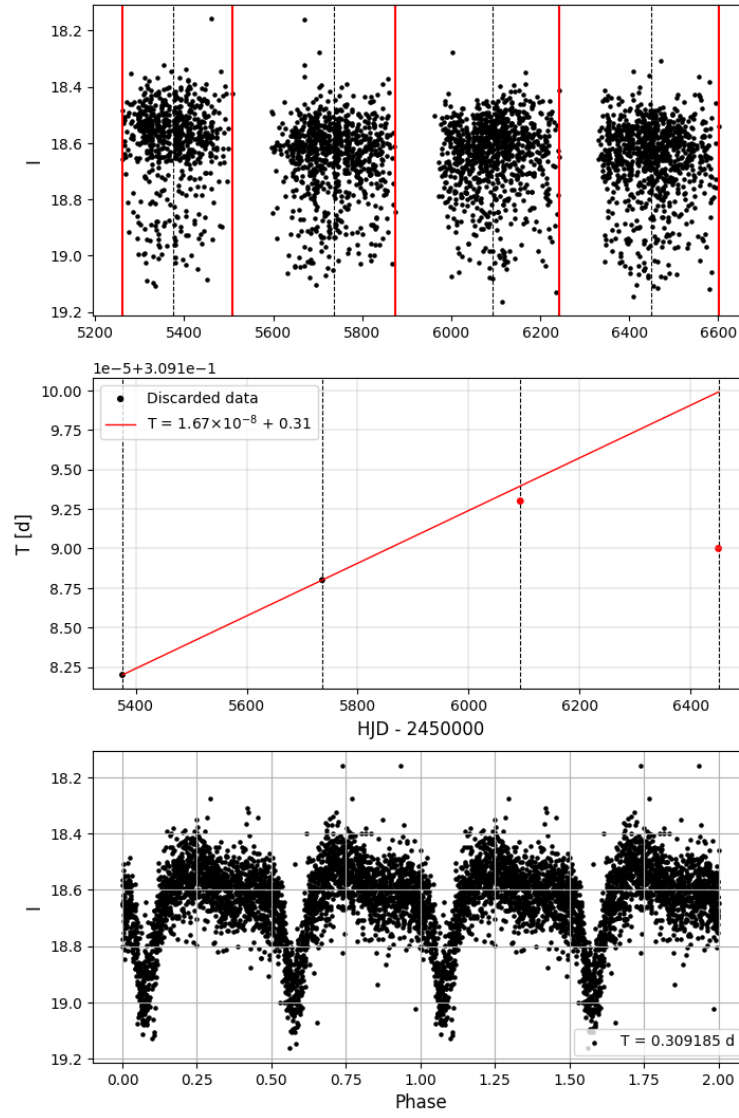 18.2
18.4
18.6
18.8
19.0
19.2
I
5200 5400 5600 5800 6000 6200 6400 6600
1e-5+3.091e-1
10.00
9.75
9.50
9.25
9.00
8.75
8.50
8.25
T [d]
Discarded data
T = 1.67×10⁻⁸ + 0.31
5400 5600 5800 6000 6200 6400
HJD - 2450000
18.2
18.4
18.6
18.8
19.0
19.2
I
T = 0.309185 d
0.00 0.25 0.50 0.75 1.00 1.25 1.50 1.75 2.00
Phase